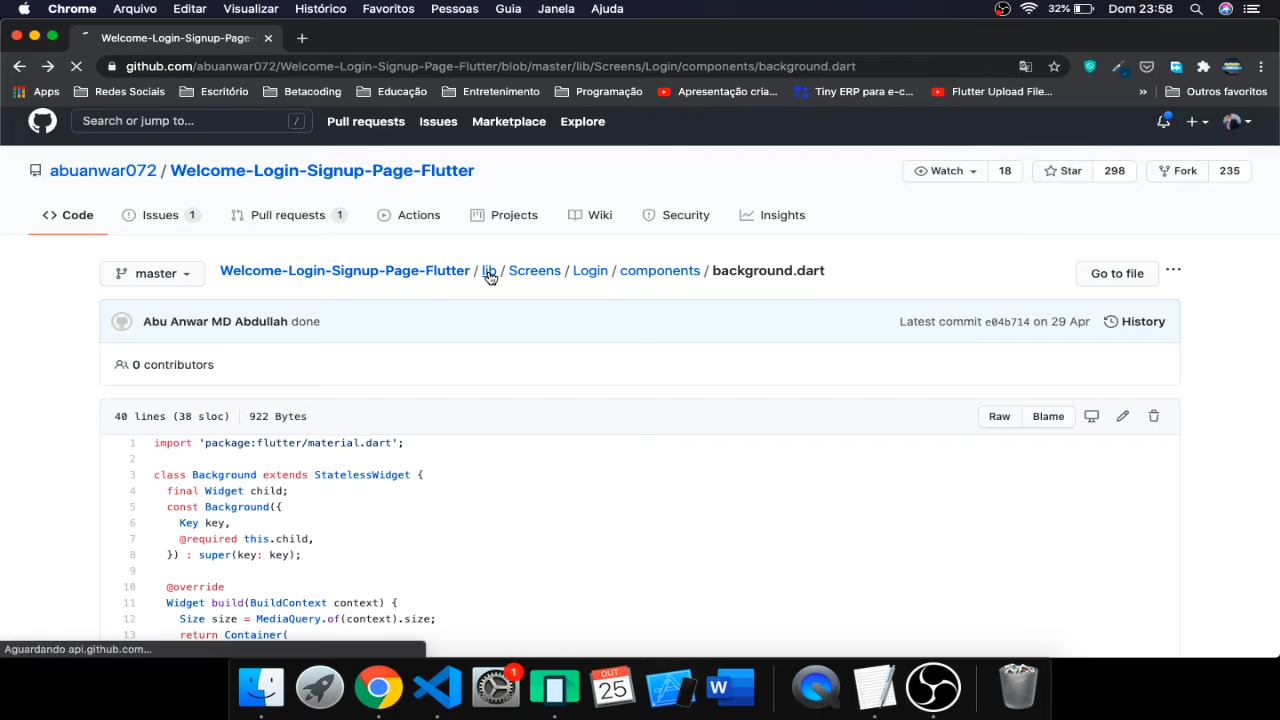 Chrome Arquivo Editar Visualizar Histórico Favoritos Pessoas Guia Janela Ajuda 32% Dom 23:58
Welcome-Login-Signup-Page-
github.com/abuanwar072/Welcome-Login-Signup-Page-Flutter/blob/master/lib/Screens/Login/components/background.dart
Apps Redes Sociais Escritório Betacoding Educação Entretenimento Programação Apresentação cria... Tiny ERP para e-c... Flutter Upload File... » Outros favoritos
Search or jump to... / Pull requests Issues Marketplace Explore
abuanwar072 / Welcome-Login-Signup-Page-Flutter Watch 18 Star 298 Fork 235
<> Code Issues 1 Pull requests 1 Actions Projects Wiki Security Insights
master Welcome-Login-Signup-Page-Flutter / lib / Screens / Login / components / background.dart Go to file ...
Abu Anwar MD Abdullah done Latest commit e04b714 on 29 Apr History
0 contributors
40 lines (38 sloc) 922 Bytes Raw Blame
1 import 'package:flutter/material.dart';
2
3 class Background extends StatelessWidget {
4 final Widget child;
5 const Background({
6 Key key,
7 @required this.child,
8 }) : super(key: key);
9
10 @override
11 Widget build(BuildContext context) {
12 Size size = MediaQuery.of(context).size;
13 return Container(
Aguardando api.github.com...
1
OUT
25
W